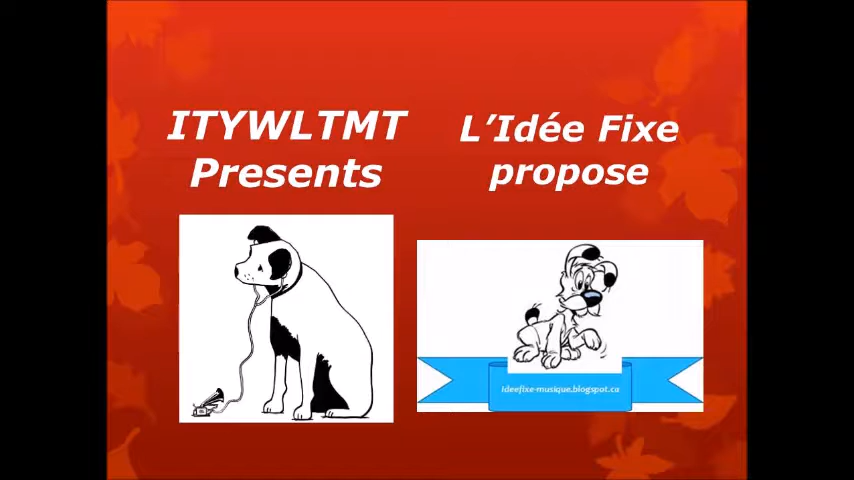 ITYWLTMT
Presents
L'Idée Fixe
propose
Ideefixe-musique.blogspot.ca